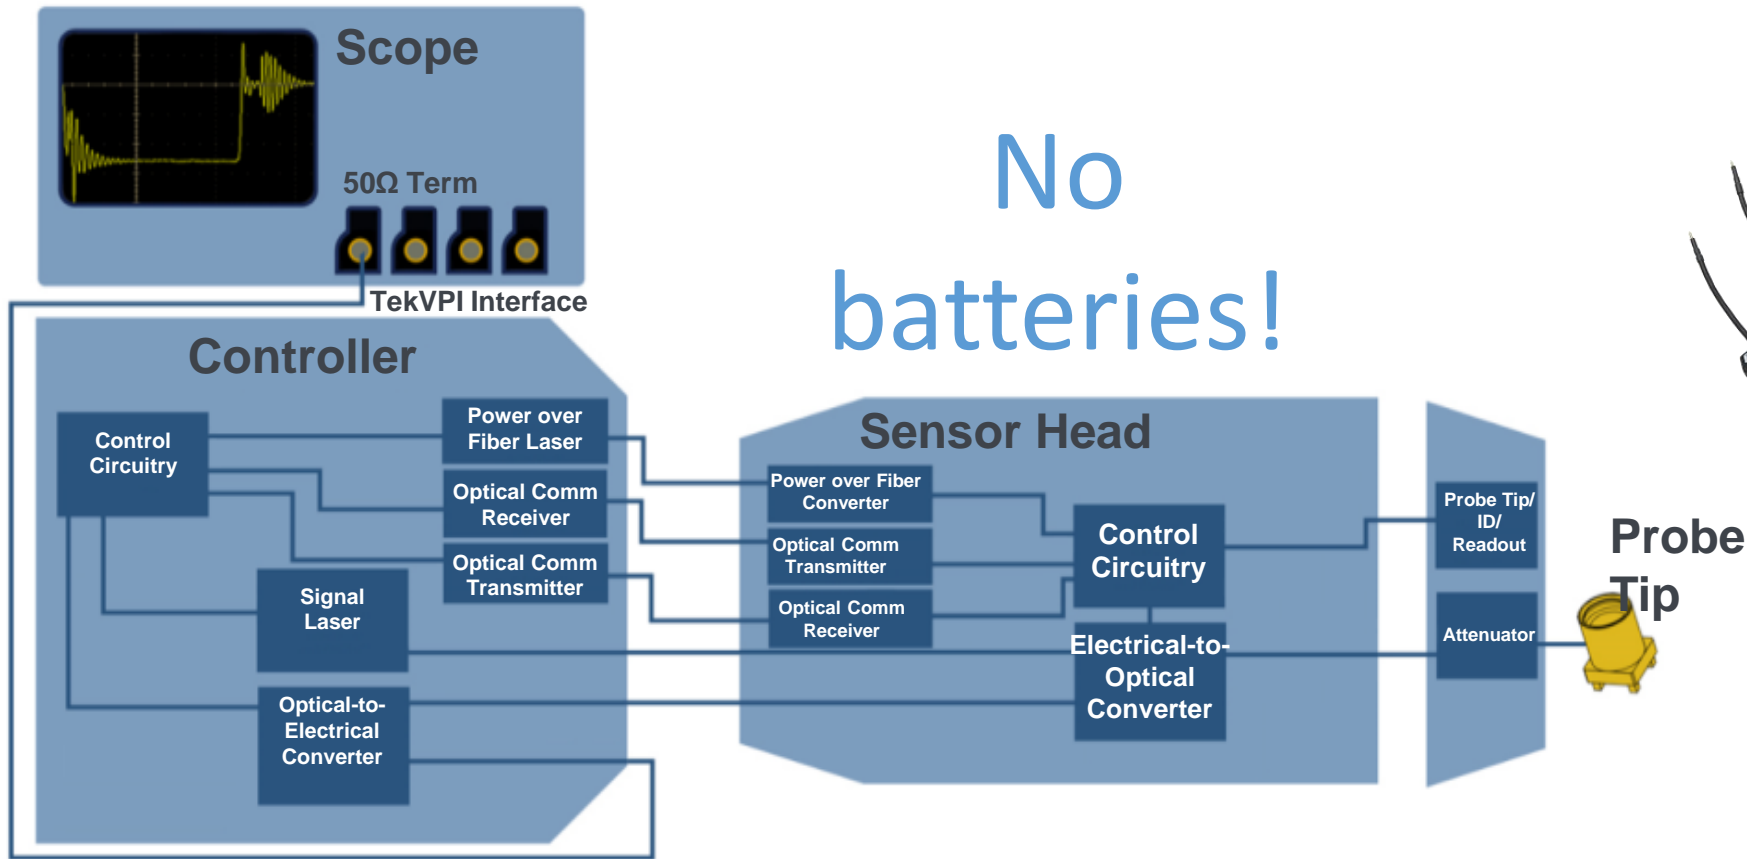 Scope
50Ω Term
TekVPI Interface
No
batteries!
Controller
Control
Circuitry
Power over
Fiber Laser
Optical Comm
Receiver
Optical Comm
Transmitter
Signal
Laser
Optical-to-
Electrical
Converter
Sensor Head
Power over Fiber
Converter
Optical Comm
Transmitter
Optical Comm
Receiver
Control
Circuitry
Electrical-to-
Optical
Converter
Probe Tip/
ID/
Readout
Attenuator
Probe
Tip